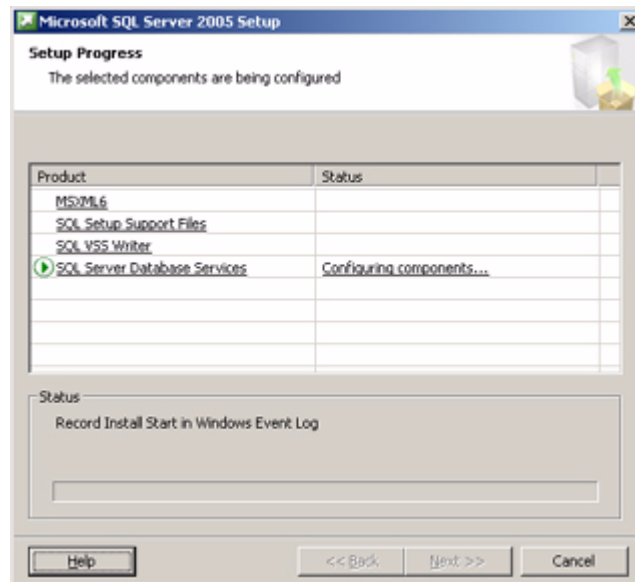 Microsoft SQL Server 2005 Setup
Setup Progress
The selected components are being configured
Product Status
MSXML6
SQL Setup Support Files
SQL VSS Writer
SQL Server Database Services Configuring components...
Status
Record Install Start in Windows Event Log
Help << Back Next >> Cancel